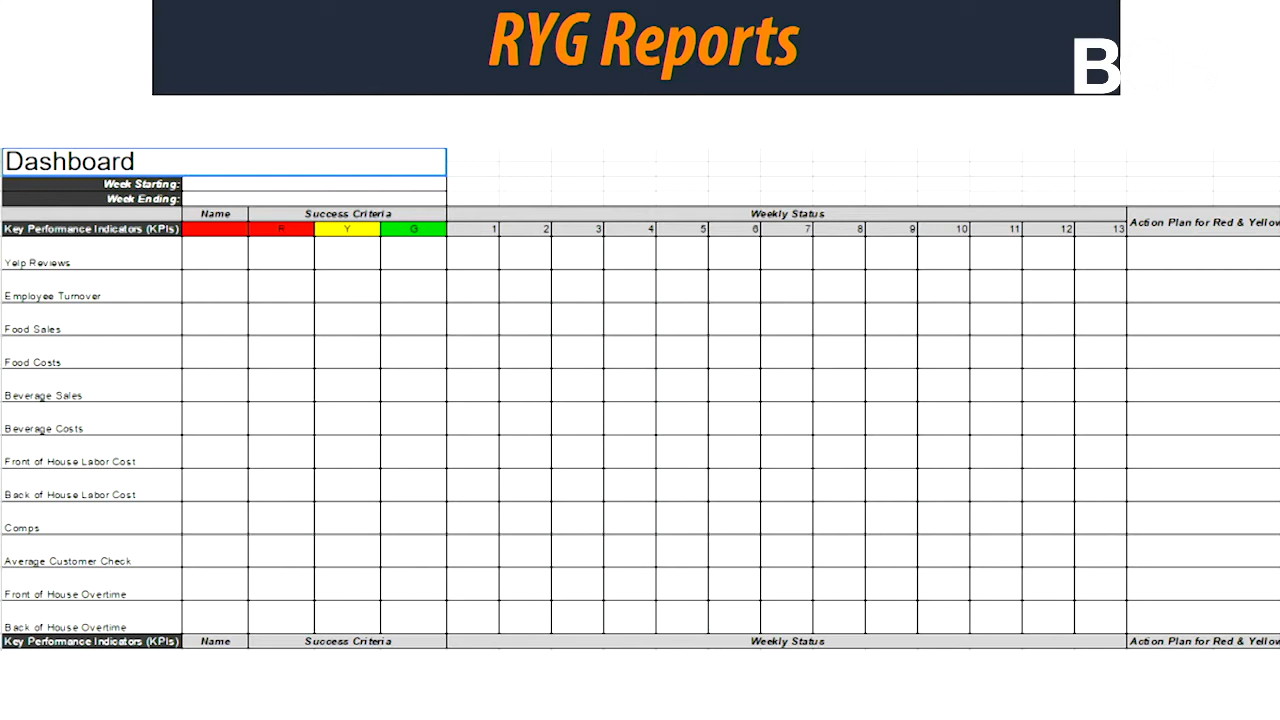 RYG Reports
B
Dashboard
Week Starting:
Week Ending:
Name Success Criteria Weekly Status Action Plan for Red & Yellow
Key Performance Indicators (KPIs) R Y G 1 2 3 4 5 6 7 8 9 10 11 12 13
Yelp Reviews
Employee Turnover
Food Sales
Food Costs
Beverage Sales
Beverage Costs
Front of House Labor Cost
Back of House Labor Cost
Comps
Average Customer Check
Front of House Overtime
Back of House Overtime
Key Performance Indicators (KPIs) Name Success Criteria Weekly Status Action Plan for Red & Yellow